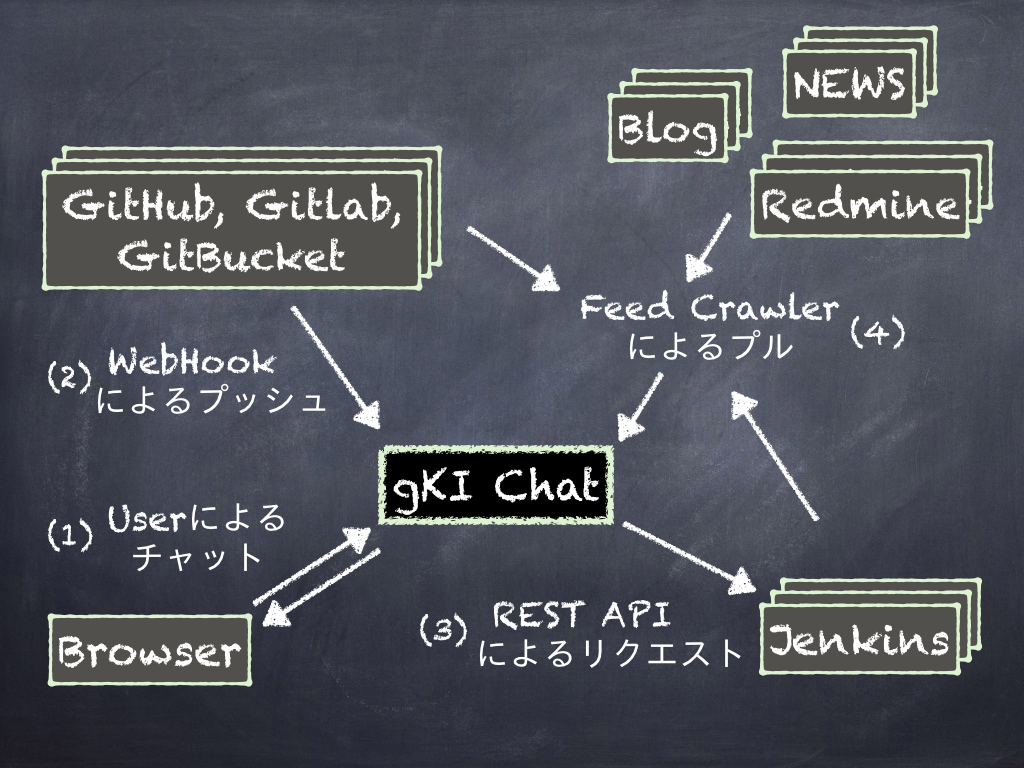 NEWS
Blog
Redmine
GitHub, Gitlab,
GitBucket
Feed Crawler
によるプル
(4)
(2) WebHook
によるプッシュ
gKI Chat
(1) Userによる
チャット
(3) REST API
によるリクエスト
Browser
Jenkins